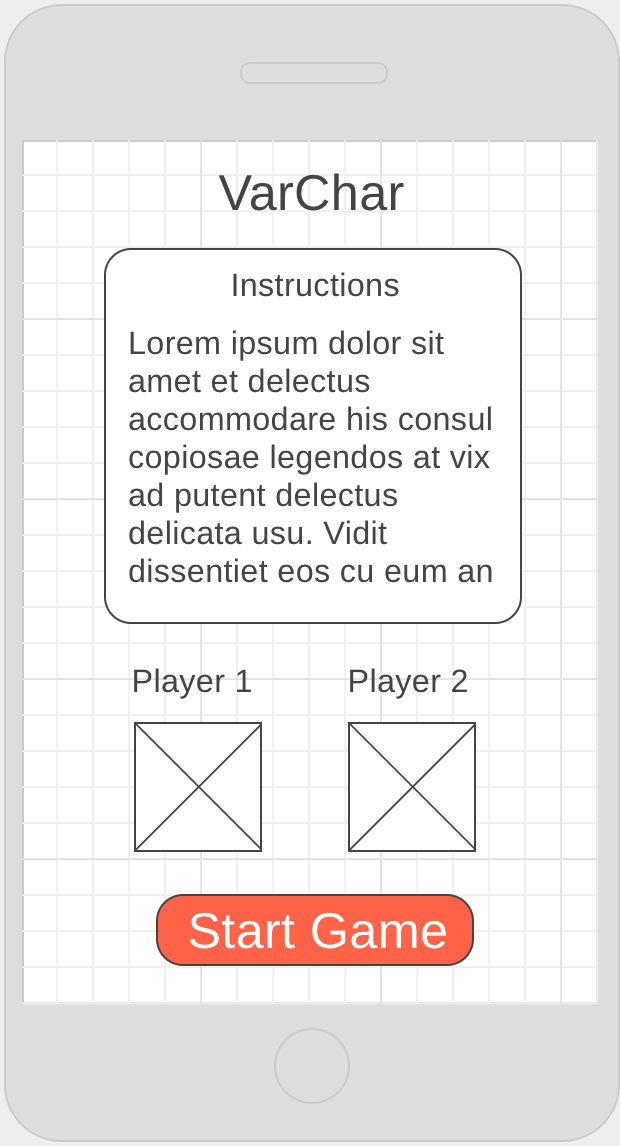 VarChar
Instructions
Lorem ipsum dolor sit
amet et delectus
accommodare his consul
copiosae legendos at vix
ad putent delectus
delicata usu. Vidit
dissentiet eos cu eum an
Player 1 Player 2
Start Game